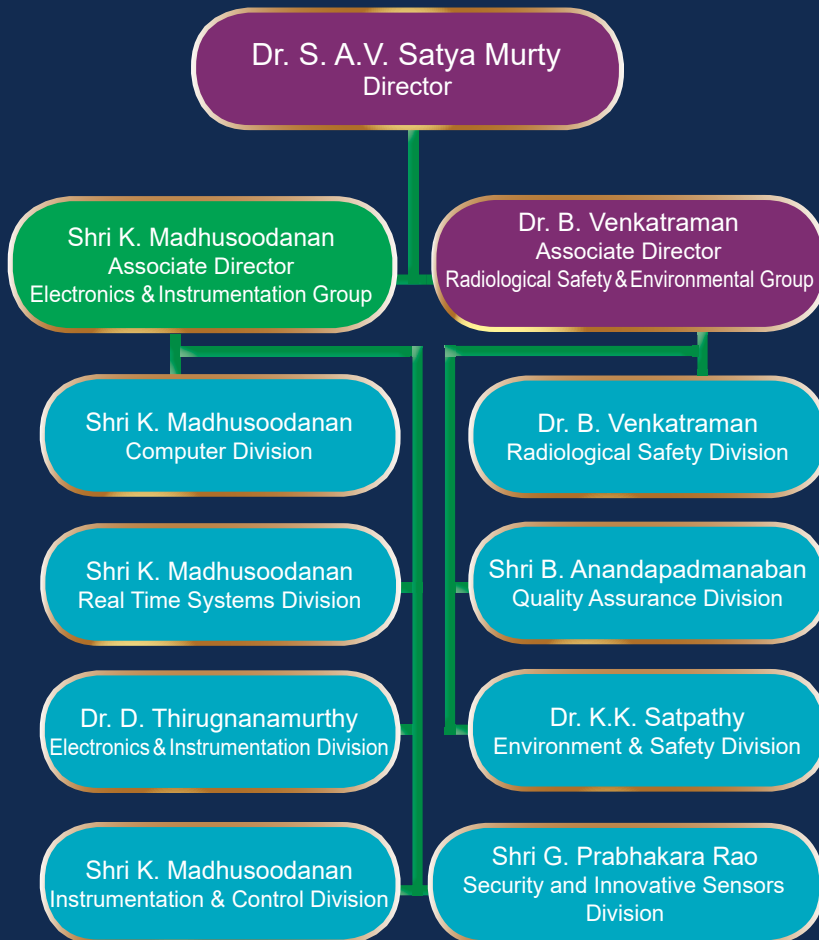 Dr. S. A.V. Satya Murty
Director
Shri K. Madhusoodanan
Associate Director
Electronics & Instrumentation Group
Dr. B. Venkatraman
Associate Director
Radiological Safety & Environmental Group
Shri K. Madhusoodanan
Computer Division
Dr. B. Venkatraman
Radiological Safety Division
Shri K. Madhusoodanan
Real Time Systems Division
Shri B. Anandapadmanaban
Quality Assurance Division
Dr. D. Thirugnanamurthy
Electronics & Instrumentation Division
Dr. K.K. Satpathy
Environment & Safety Division
Shri K. Madhusoodanan
Instrumentation & Control Division
Shri G. Prabhakara Rao
Security and Innovative Sensors
Division